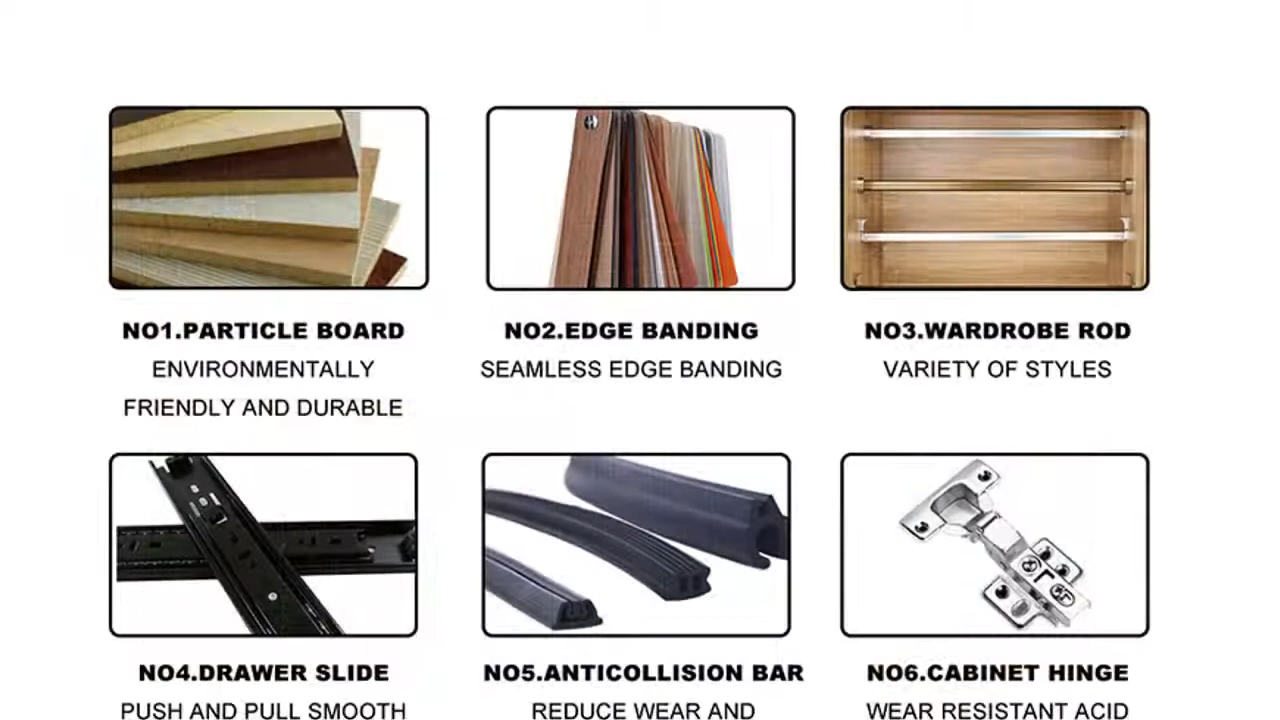 NO1.PARTICLE BOARD
ENVIRONMENTALLY
FRIENDLY AND DURABLE
NO2.EDGE BANDING
SEAMLESS EDGE BANDING
NO3.WARDROBE ROD
VARIETY OF STYLES
NO4.DRAWER SLIDE
PUSH AND PULL SMOOTH
NO5.ANTICOLLISION BAR
REDUCE WEAR AND
NO6.CABINET HINGE
WEAR RESISTANT ACID